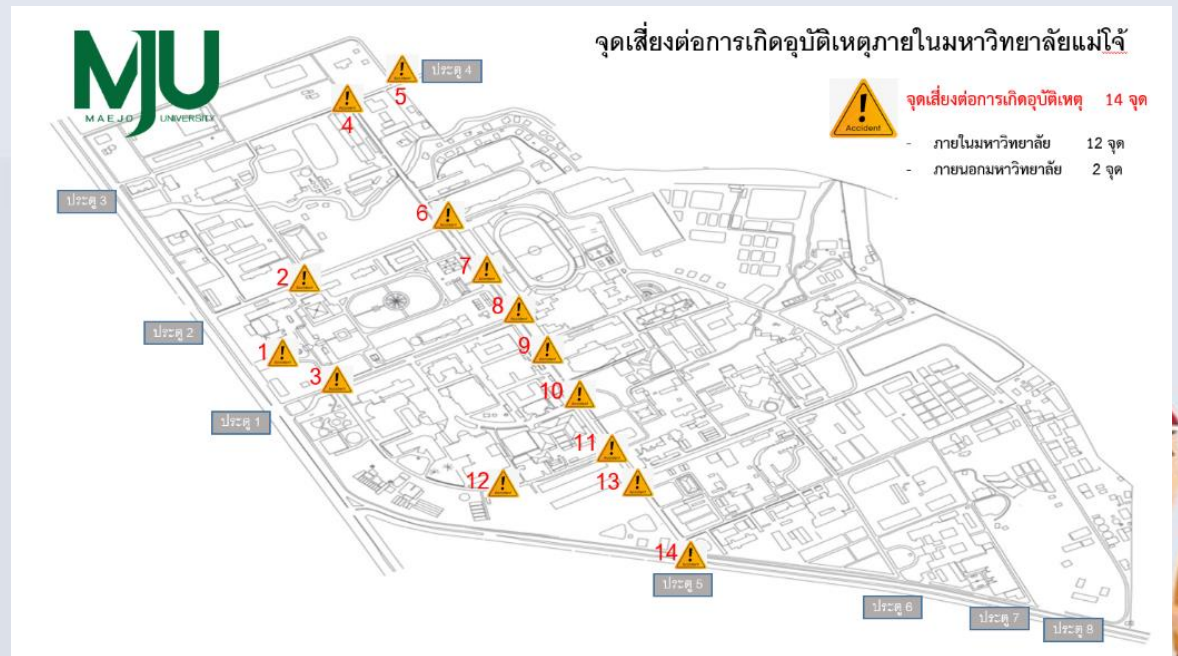 MJU
MAEJO UNIVERSITY
จุดเสี่ยงต่อการเกิดอุบัติเหตุภายในมหาวิทยาลัยแม่โจ้
Accident
จุดเสี่ยงต่อการเกิดอุบัติเหตุ 14 จุด
- ภายในมหาวิทยาลัย 12 จุด
- ภายนอกมหาวิทยาลัย 2 จุด
ประตู 4
5
4
ประตู 3
6
7
2
8
ประตู 2
1
9
3
10
ประตู 1
11
12
13
14
ประตู 5
ประตู 6
ประตู 7
ประตู 8